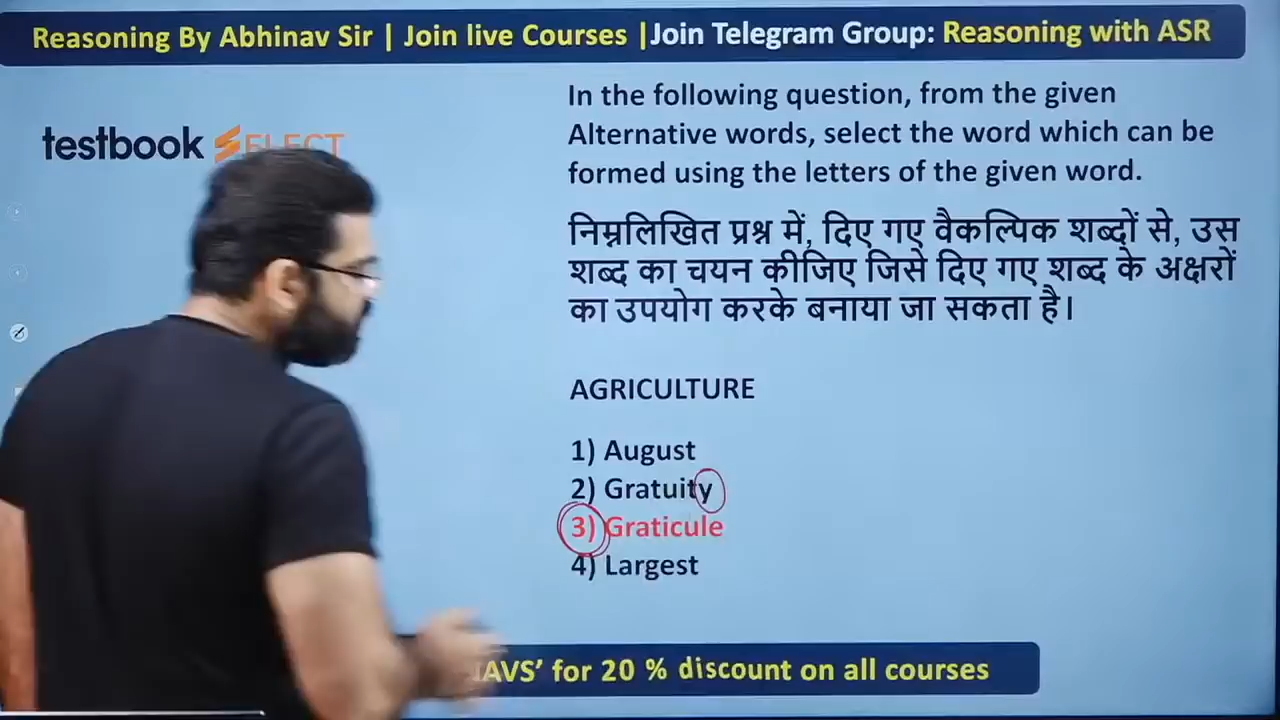 Reasoning By Abhinav Sir | Join live Courses |Join Telegram Group: Reasoning with ASR
testbook SELECT
In the following question, from the given
Alternative words, select the word which can be
formed using the letters of the given word.
निम्नलिखित प्रश्न में, दिए गए वैकल्पिक शब्दों से, उस
शब्द का चयन कीजिए जिसे दिए गए शब्द के अक्षरों
का उपयोग करके बनाया जा सकता है।
AGRICULTURE
1) August
2) Gratuity
3) Graticule
4) Largest
for 20 % discount on all courses